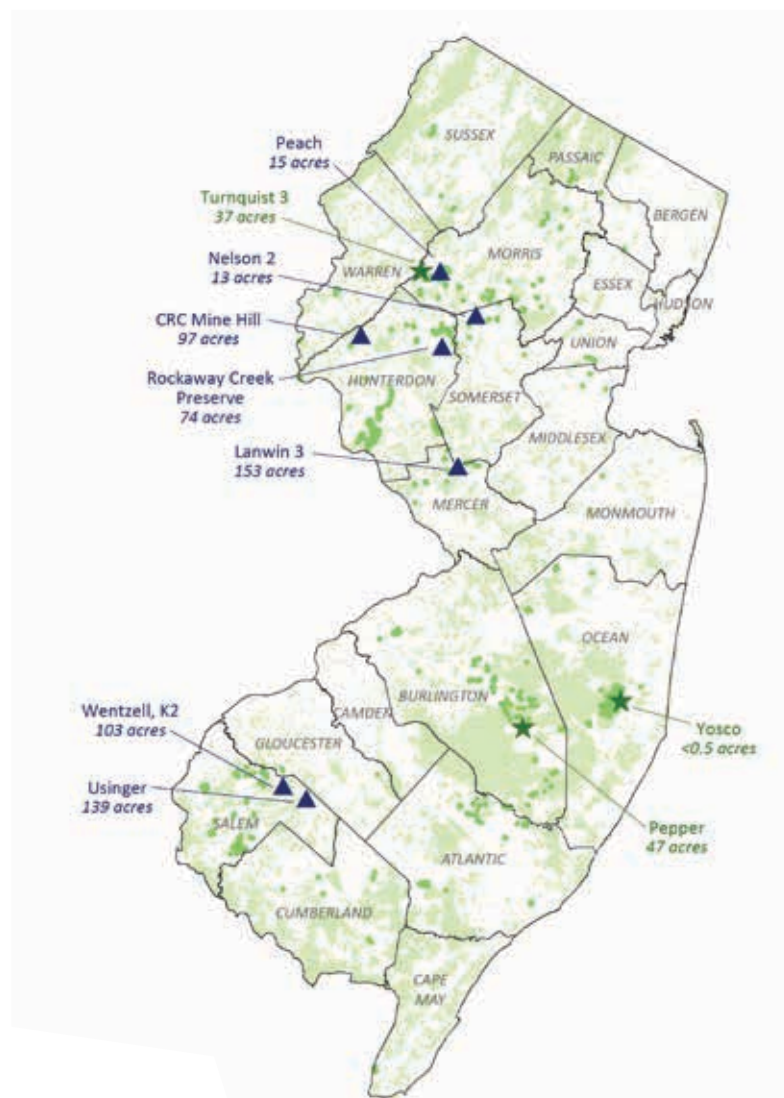 SUSSEX
PASSAIC
BERGEN
Peach
15 acres
Turnquist 3
37 acres
MORRIS
Nelson 2
13 acres
WARREN
ESSEX
HUDSON
CRC Mine Hill
97 acres
UNION
Rockaway Creek
Preserve
74 acres
HUNTERDON
SOMERSET
MIDDLESEX
Lanwin 3
153 acres
MERCER
MONMOUTH
OCEAN
BURLINGTON
CAMDEN
Wentzell, K2
103 acres
GLOUCESTER
Yosco
<0.5 acres
Usinger
139 acres
SALEM
Pepper
47 acres
ATLANTIC
CUMBERLAND
CAPE
MAY